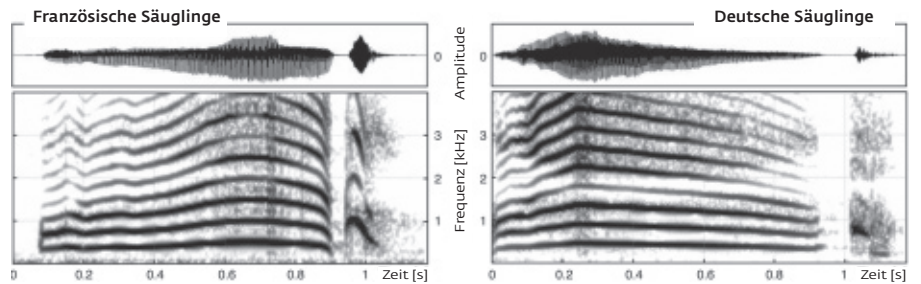 Französische Säuglinge
Deutsche Säuglinge
0
Amplitude
0
3
2
1
Frequenz [kHz]
3
2
1
0 0.2 0.4 0.6 0.8 1 Zeit [s]
0 0.2 0.4 0.6 0.8 1 Zeit [s]